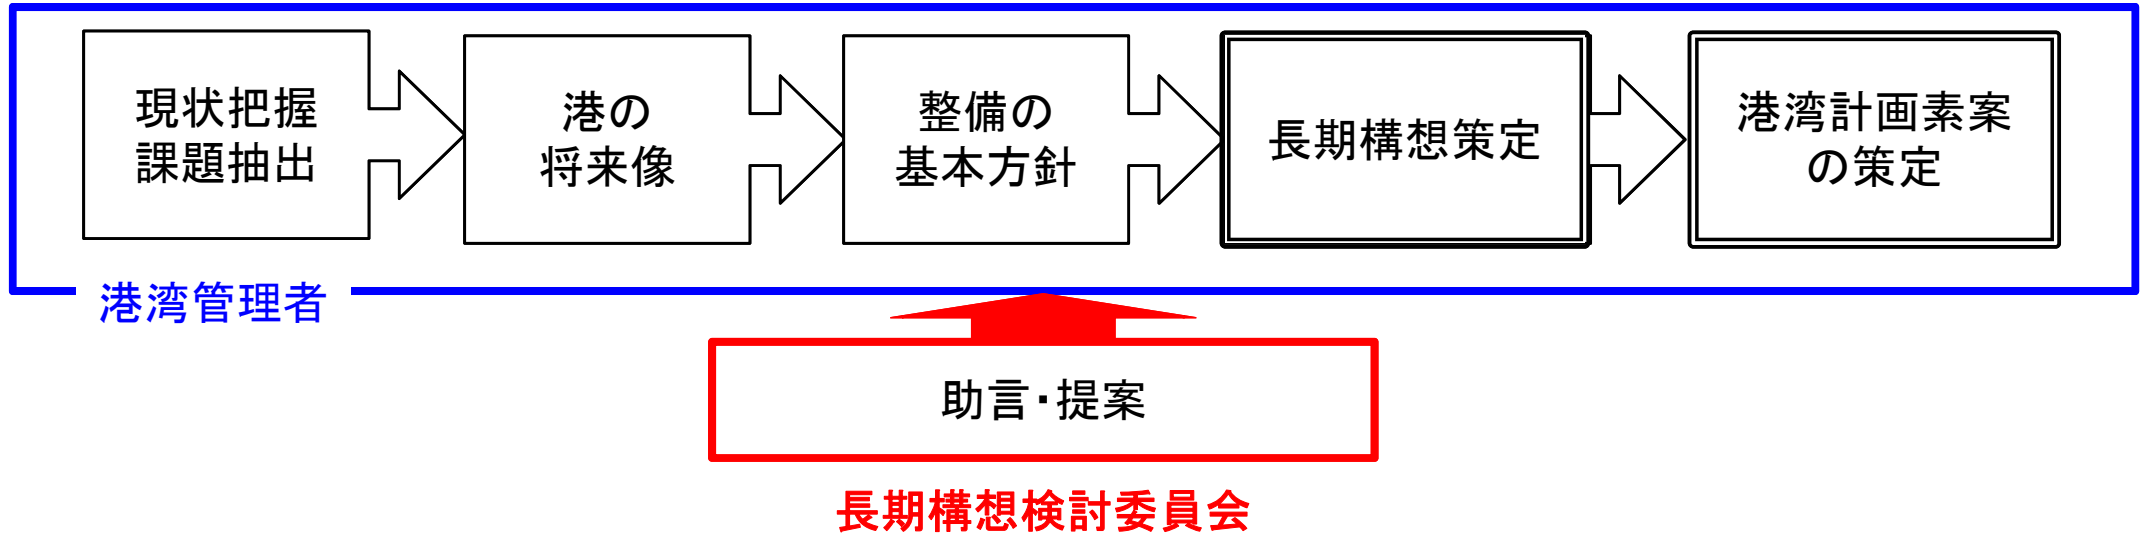 現状把握
課題抽出
港の
将来像
整備の
基本方針
長期構想策定
港湾計画素案
の策定
港湾管理者
助言・提案
長期構想検討委員会